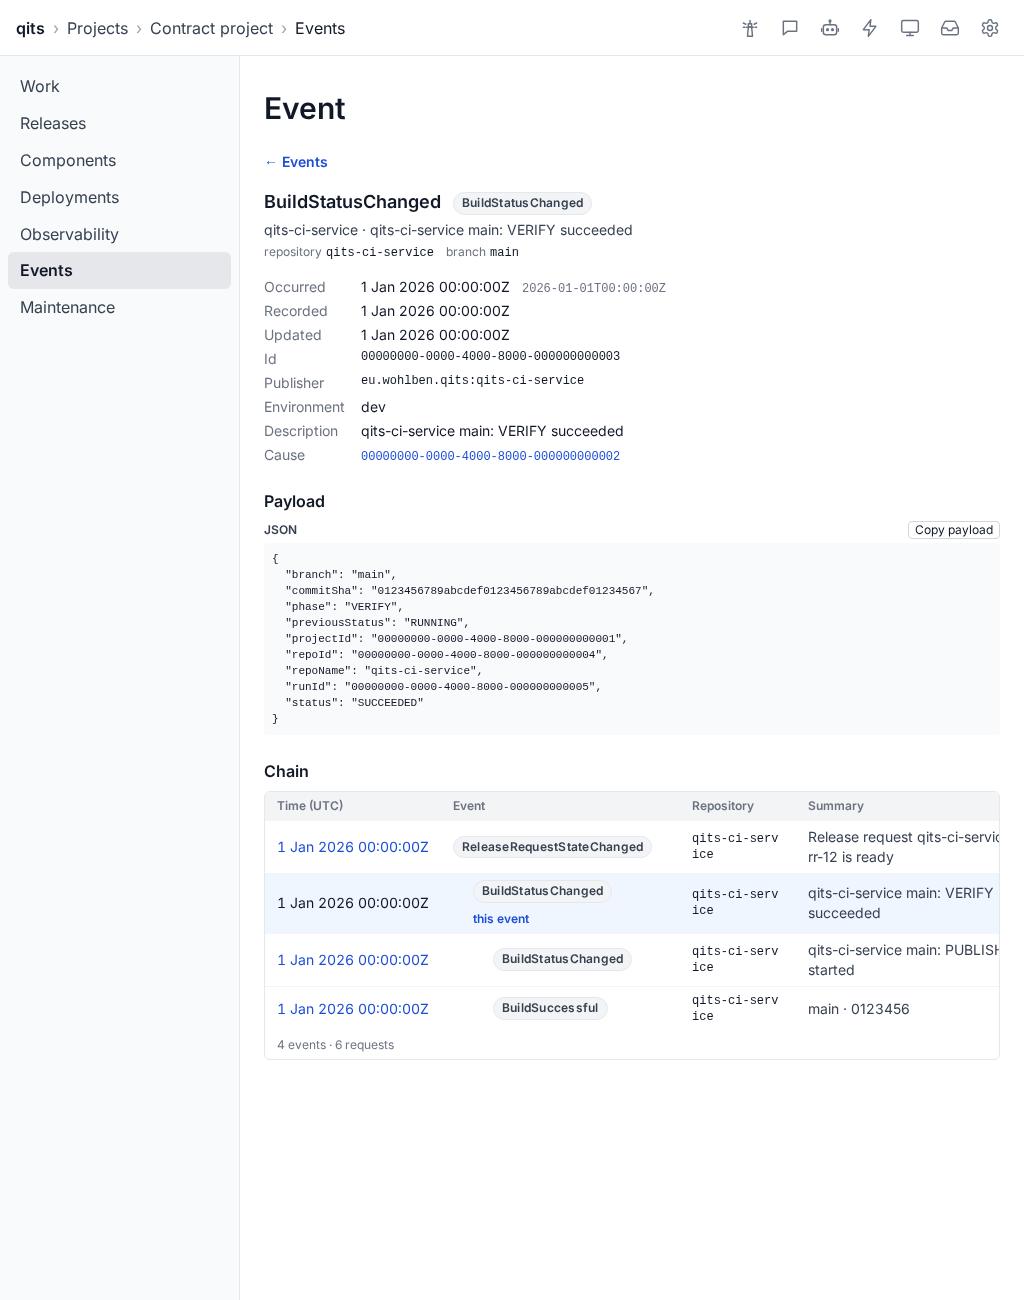 qits › Projects › Contract project › Events
Work
Releases
Components
Deployments
Observability
Events
Maintenance
Event
← Events
BuildStatusChanged BuildStatusChanged
qits-ci-service · qits-ci-service main: VERIFY succeeded
repository qits-ci-service branch main
Occurred 1 Jan 2026 00:00:00Z 2026-01-01T00:00:00Z
Recorded 1 Jan 2026 00:00:00Z
Updated 1 Jan 2026 00:00:00Z
Id 00000000-0000-4000-8000-000000000003
Publisher eu.wohlben.qits:qits-ci-service
Environment dev
Description qits-ci-service main: VERIFY succeeded
Cause 00000000-0000-4000-8000-000000000002
Payload
JSON Copy payload
{
"branch": "main",
"commitSha": "0123456789abcdef0123456789abcdef01234567",
"phase": "VERIFY",
"previousStatus": "RUNNING",
"projectId": "00000000-0000-4000-8000-000000000001",
"repoId": "00000000-0000-4000-8000-000000000004",
"repoName": "qits-ci-service",
"runId": "00000000-0000-4000-8000-000000000005",
"status": "SUCCEEDED"
}
Chain
Time (UTC) Event Repository Summary
1 Jan 2026 00:00:00Z ReleaseRequestStateChanged qits-ci-serv
ice
Release request qits-ci-servic
rr-12 is ready
1 Jan 2026 00:00:00Z BuildStatusChanged
this event
qits-ci-serv
ice
qits-ci-service main: VERIFY
succeeded
1 Jan 2026 00:00:00Z BuildStatusChanged qits-ci-serv
ice
qits-ci-service main: PUBLISH
started
1 Jan 2026 00:00:00Z BuildSuccessful qits-ci-serv
ice
main · 0123456
4 events · 6 requests